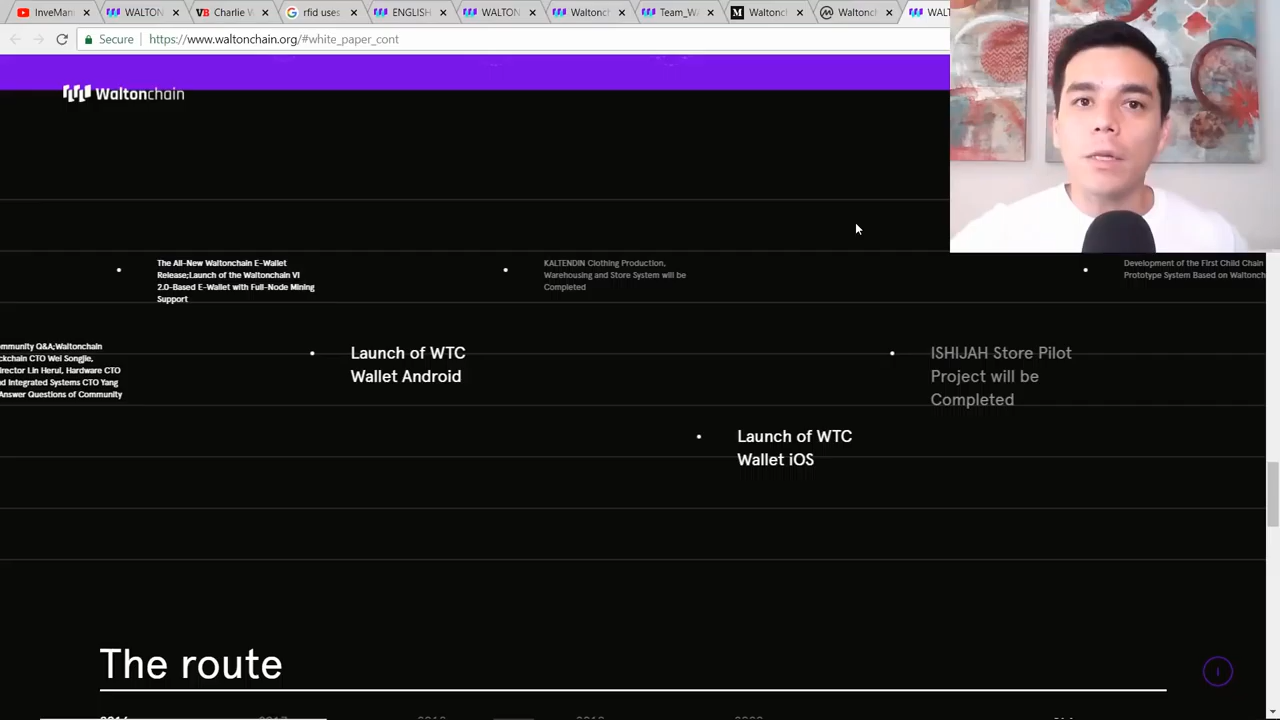 InveMan
WALTON
Charlie W
rfid uses
ENGLISH
WALTON
Waltonch
Team_Wa
Waltonch
Waltonch
WALT
Secure
https://www.waltonchain.org/#white_paper_cont
Waltonchain
The All-New Waltonchain E-Wallet
Release;Launch of the Waltonchain VI
2.0-Based E-Wallet with Full-Node Mining
Support
KALTENDIN Clothing Production,
Warehousing and Store System will be
Completed
Development of the First Child Chain
Prototype System Based on Waltonch
mmunity Q&A;Waltonchain
ckchain CTO Wei Songjie,
irector Lin Herui, Hardware CTO
nd Integrated Systems CTO Yang
Answer Questions of Community
Launch of WTC
Wallet Android
ISHIJAH Store Pilot
Project will be
Completed
Launch of WTC
Wallet iOS
The route